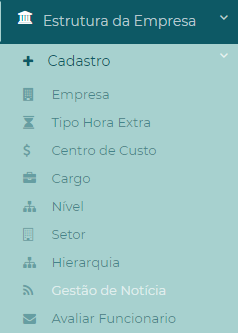 Estrutura da Empresa
Cadastro
Empresa
Tipo Hora Extra
Centro de Custo
Cargo
Nível
Setor
Hierarquia
Gestão de Notícia
Avaliar Funcionario